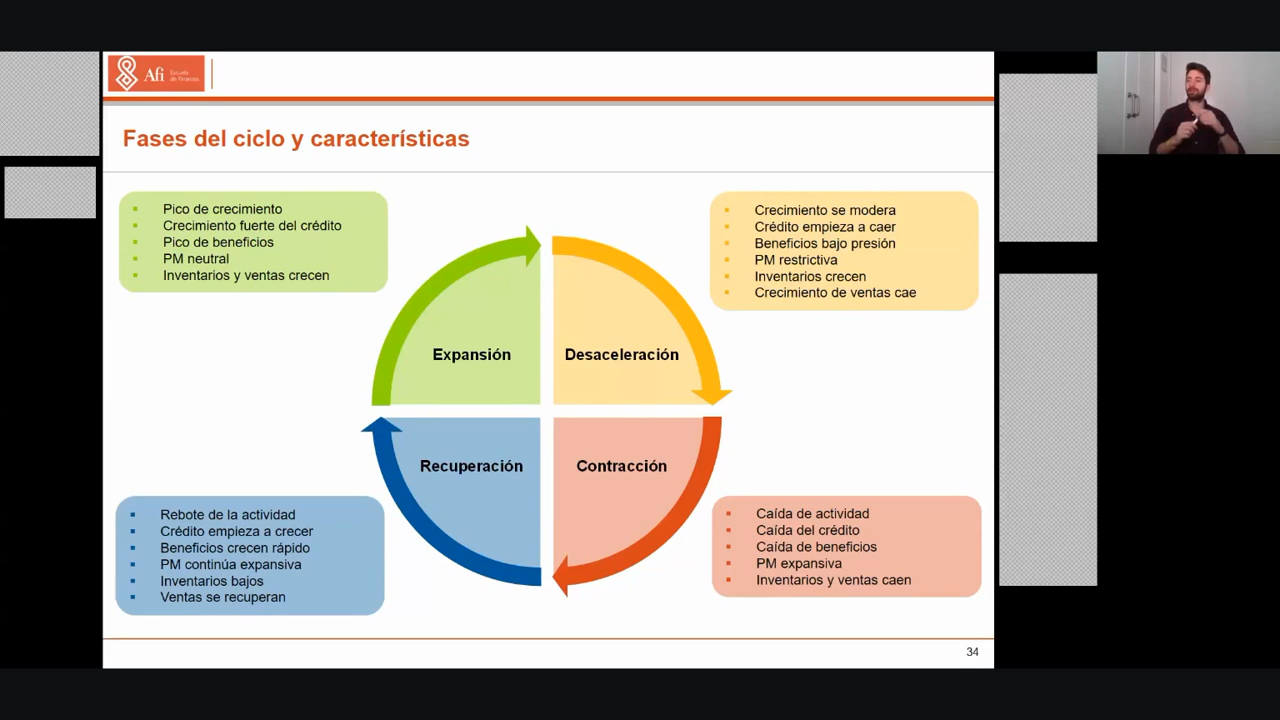 Afi
Escuela
de Finanzas
Fases del ciclo y características
Pico de crecimiento
Crecimiento fuerte del crédito
Pico de beneficios
PM neutral
Inventarios y ventas crecen
Crecimiento se modera
Crédito empieza a caer
Beneficios bajo presión
PM restrictiva
Inventarios crecen
Crecimiento de ventas cae
Expansión
Desaceleración
Recuperación
Contracción
Rebote de la actividad
Crédito empieza a crecer
Beneficios crecen rápido
PM continúa expansiva
Inventarios bajos
Ventas se recuperan
Caída de actividad
Caída del crédito
Caída de beneficios
PM expansiva
Inventarios y ventas caen
34